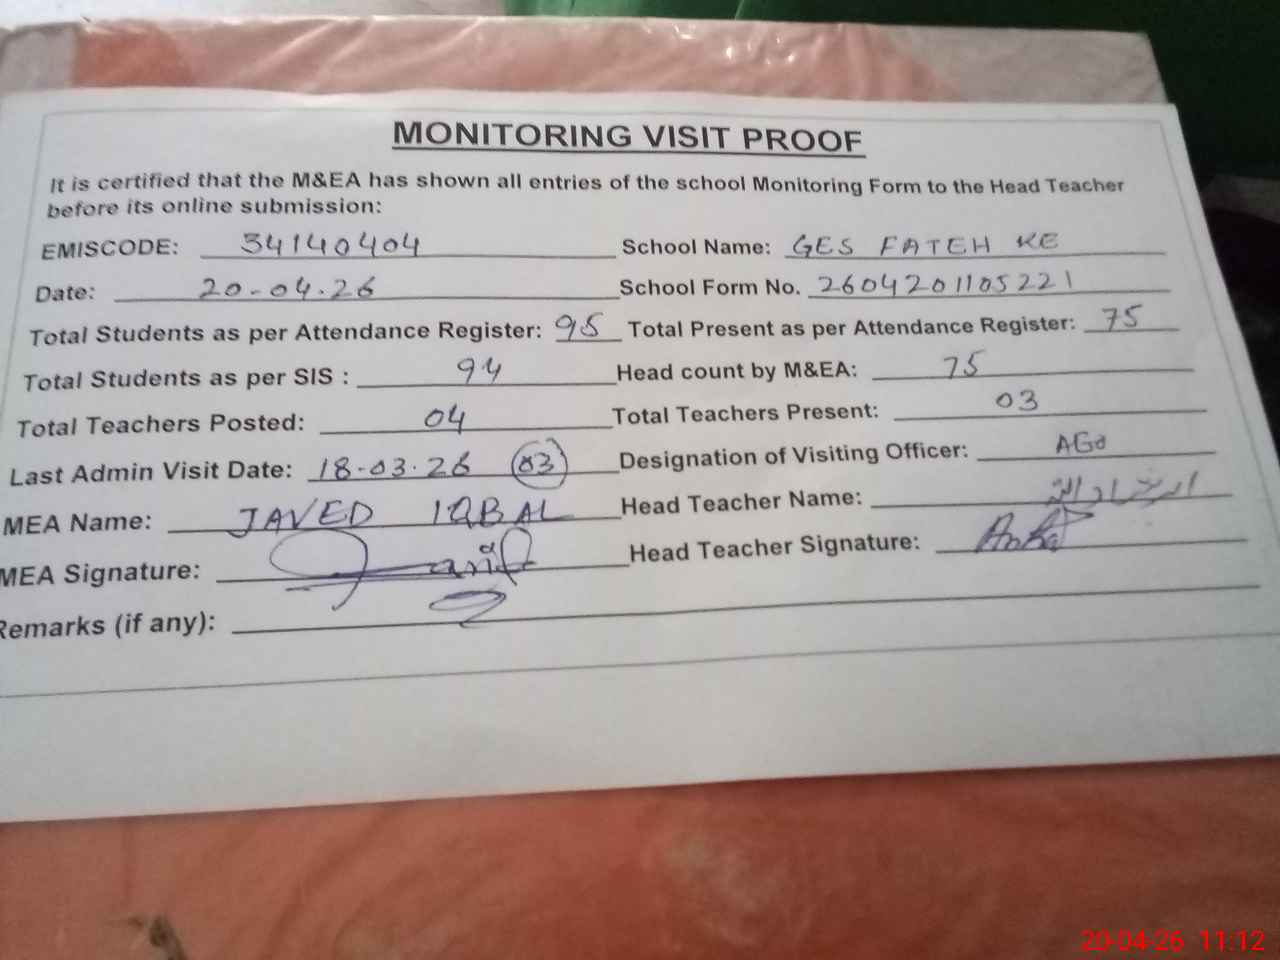 MONITORING VISIT PROOF
It is certified that the M&EA has shown all entries of the school Monitoring Form to the Head Teacher
before its online submission:
EMISCODE: 34140404 School Name: GES FATEH KE
Date: 20-04-26 School Form No. 2604201105221
Total Students as per Attendance Register: 95 Total Present as per Attendance Register: 75
Total Students as per SIS : 94 Head count by M&EA: 75
Total Teachers Posted: 04 Total Teachers Present: 03
Last Admin Visit Date: 18-03-26 03 Designation of Visiting Officer: AGO
MEA Name: JAVED IQBAL Head Teacher Name: ارشاد اللہ
MEA Signature: Head Teacher Signature:
Remarks (if any):
20-04-26 11:12